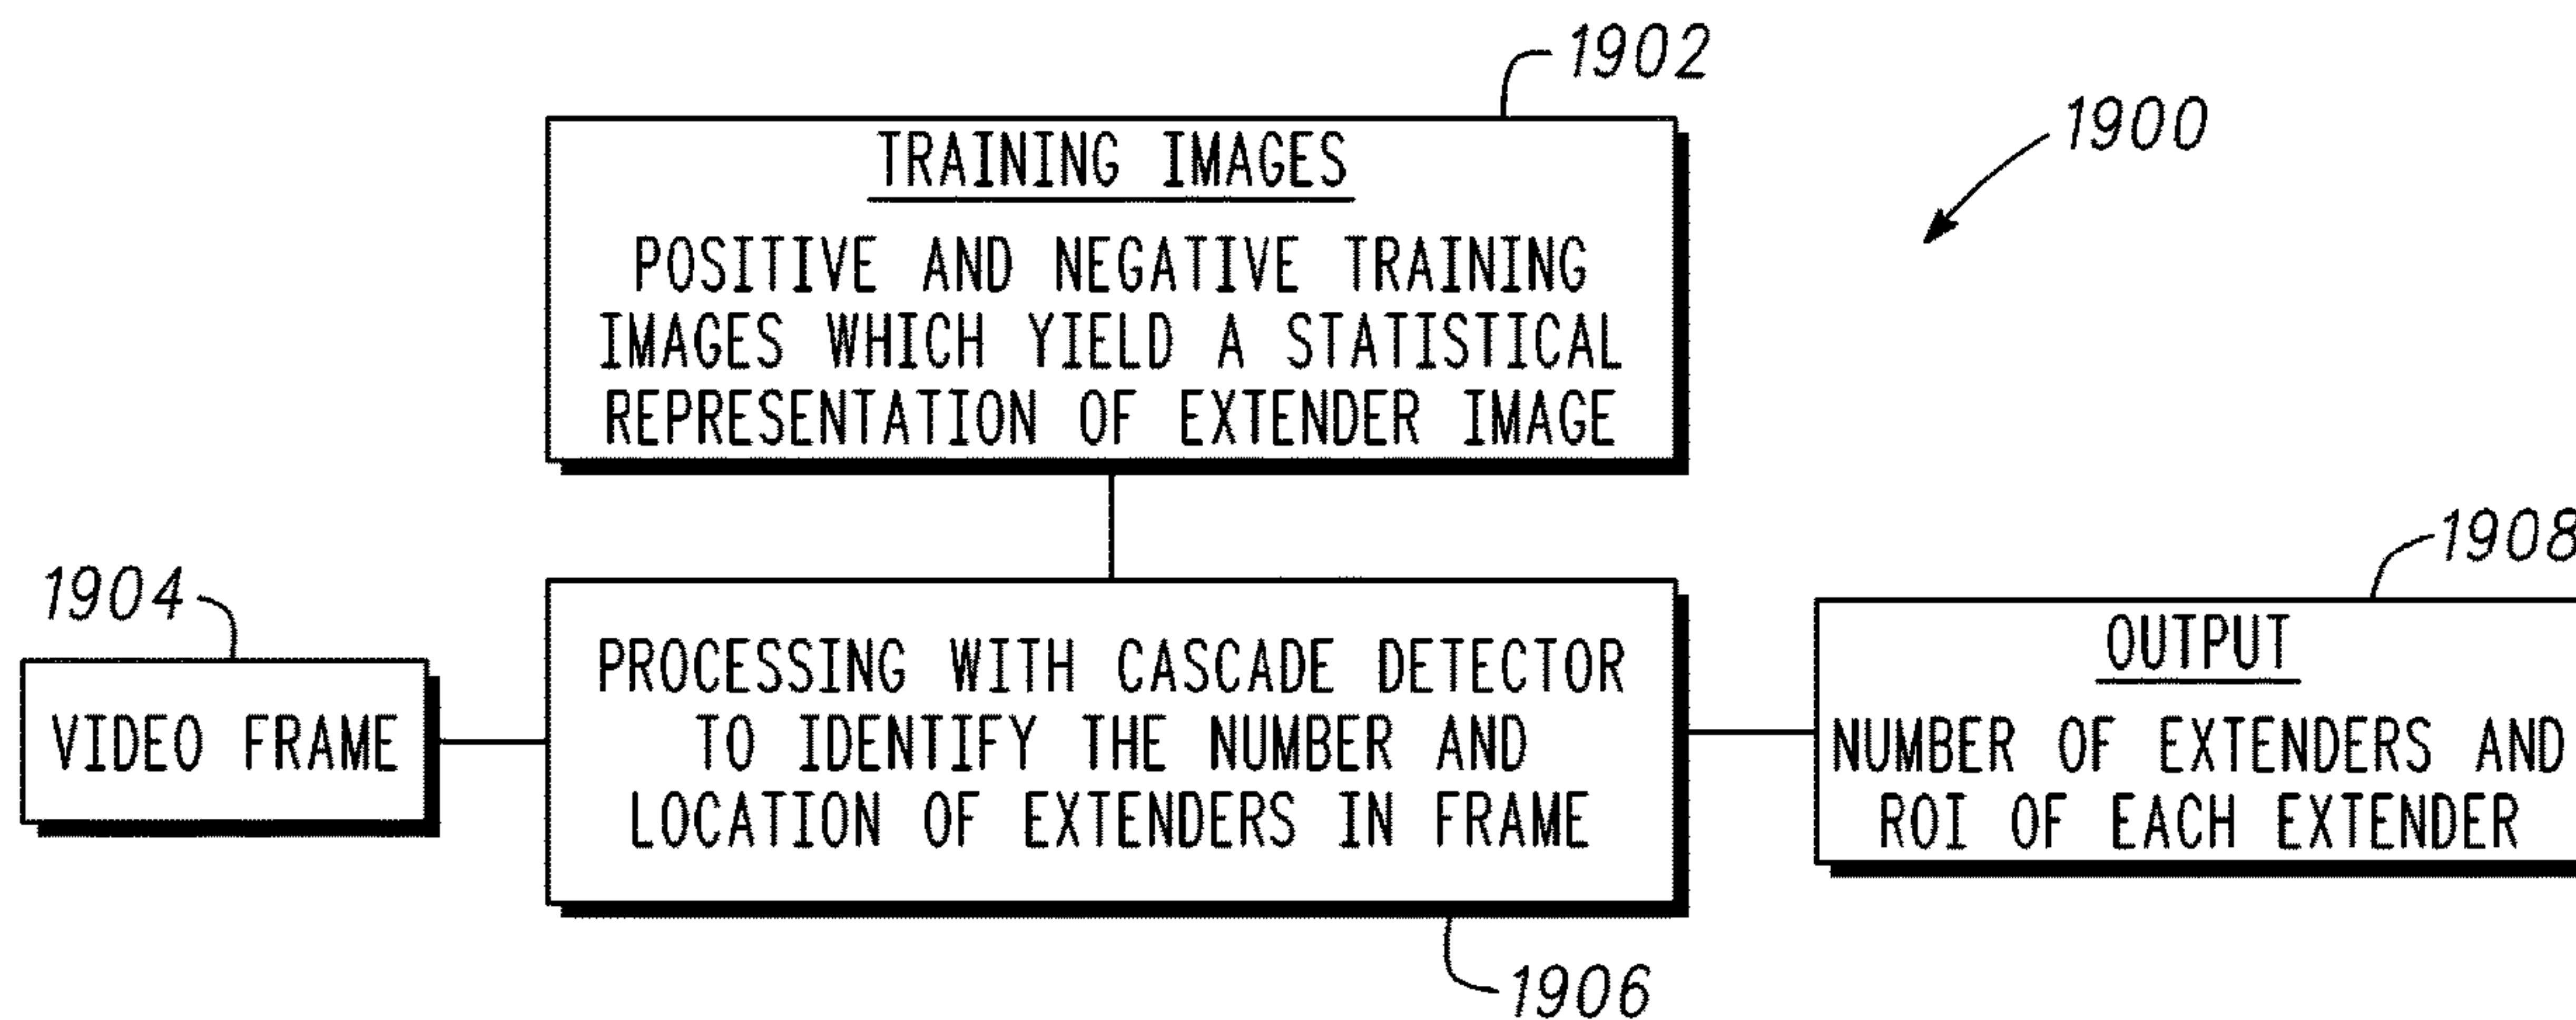 1902
1900
TRAINING IMAGES
POSITIVE AND NEGATIVE TRAINING
IMAGES WHICH YIELD A STATISTICAL
REPRESENTATION OF EXTENDER IMAGE
1904
VIDEO FRAME
PROCESSING WITH CASCADE DETECTOR
TO IDENTIFY THE NUMBER AND
LOCATION OF EXTENDERS IN FRAME
1906
1908
OUTPUT
NUMBER OF EXTENDERS AND
ROI OF EACH EXTENDER